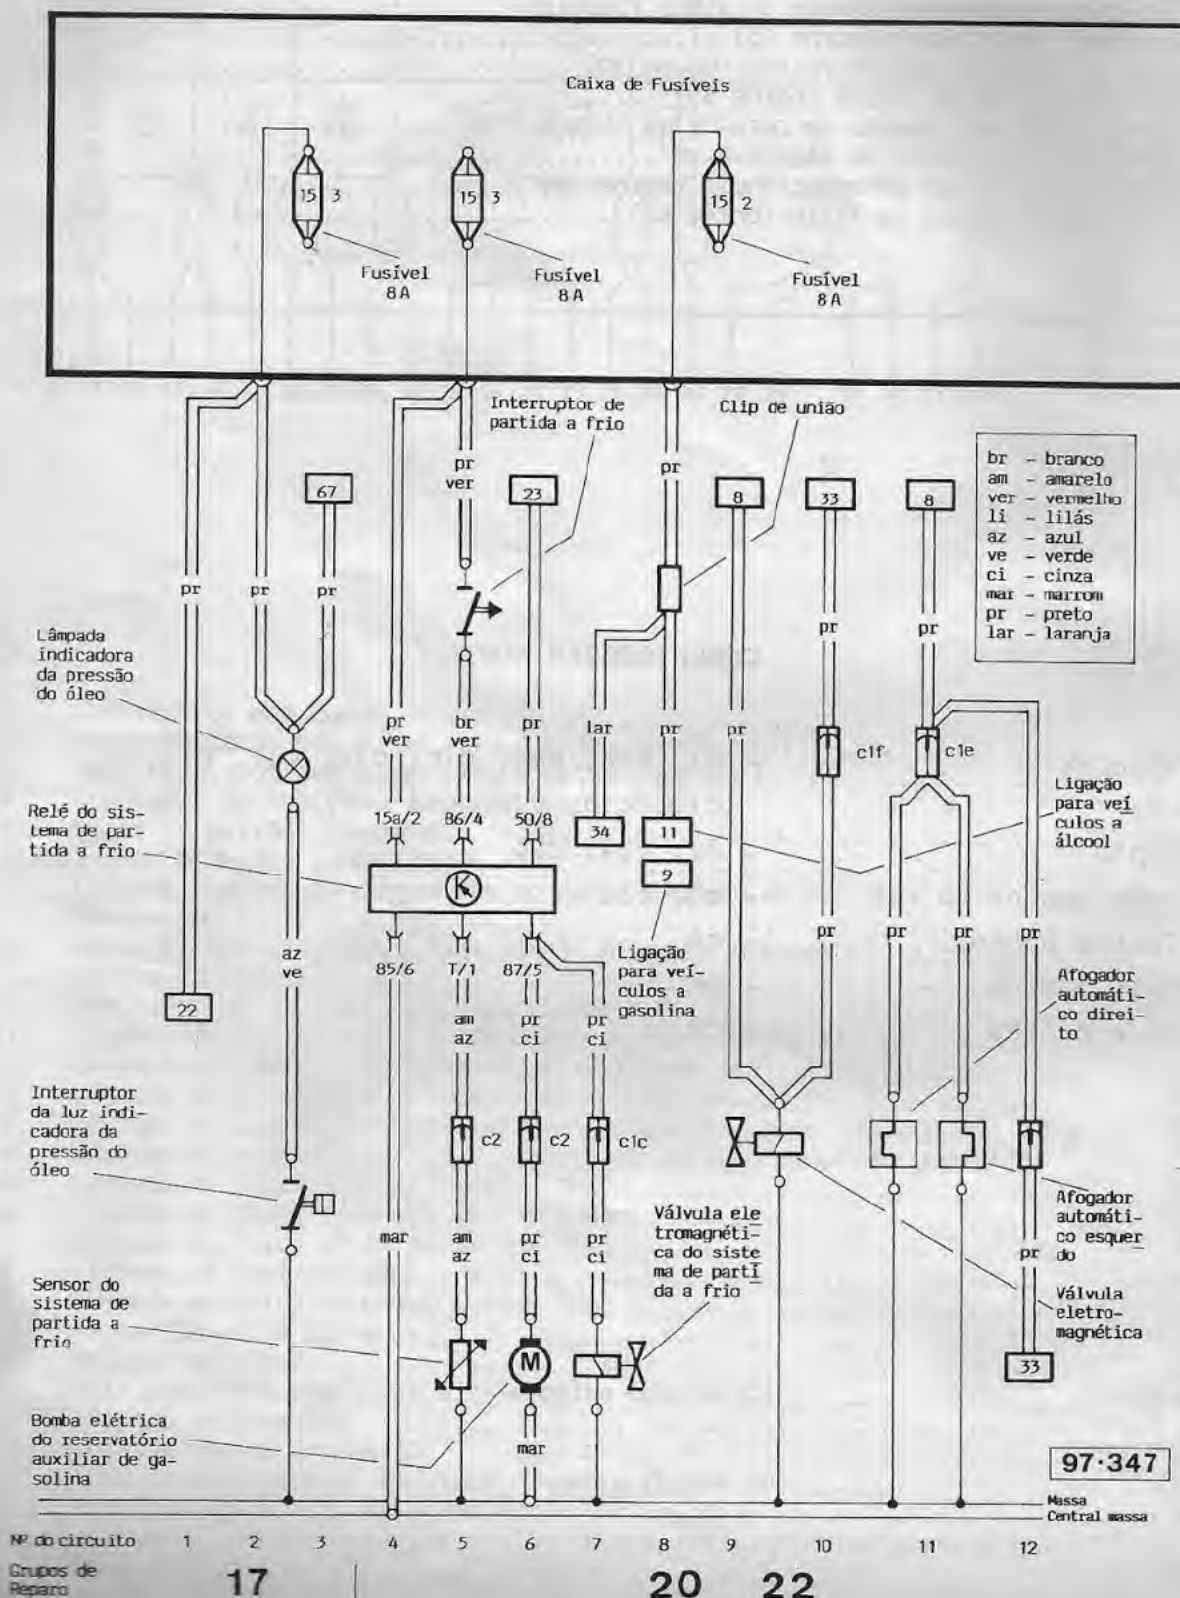 Caixa de Fusíveis
15 3
Fusível
8A
15 3
Fusível
8A
15 2
Fusível
8A
Interruptor de
partida a frio
Clip de união
br - branco
am - amarelo
ver - vermelho
li - lilás
az - azul
ve - verde
ci - cinza
mar - marrom
pr - preto
lar - laranja
67
23
8
33
8
pr
ver
pr
pr
pr
pr
pr
pr
Lâmpada
indicadora
da pressão
do óleo
pr
ver
br
ver
pr
lar
pr
pr
c1f
c1e
Relé do sis-
tema de par-
tida a frio
15a/2
86/4
50/8
34
11
9
Ligação
para veí
culos a
álcool
K
az
ve
85/6
T/1
87/5
Ligação
para veí-
culos a
gasolina
pr
pr
pr
pr
22
am
az
pr
ci
pr
ci
Afogador
automáti-
co direi-
to
Interruptor
da luz indi-
cadora da
pressão do
óleo
c2
c2
c1c
mar
am
az
pr
ci
pr
ci
Válvula ele
tromagnéti-
ca do siste
ma de parti
da a frio
Afogador
automáti-
co esquer
do
pr
Sensor do
sistema de
partida a
frio
M
Válvula
eletro-
magnética
33
Bomba elétrica
do reservatório
auxiliar de ga-
solina
mar
97·347
Massa
Central massa
Nº do circuito 1 2 3 4 5 6 7 8 9 10 11 12
Grupos de
Reparo
17 20 22